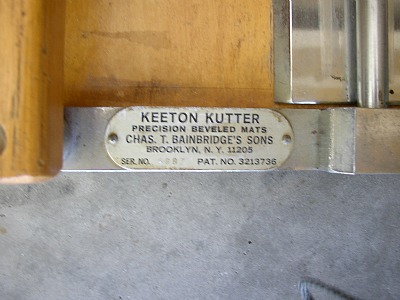 KEETON KUTTER
PRECISION BEVELED MATS
CHAS. T. BAINBRIDGE'S SONS
BROOKLYN, N. Y. 11205
SER. NO. PAT. NO. 3213736